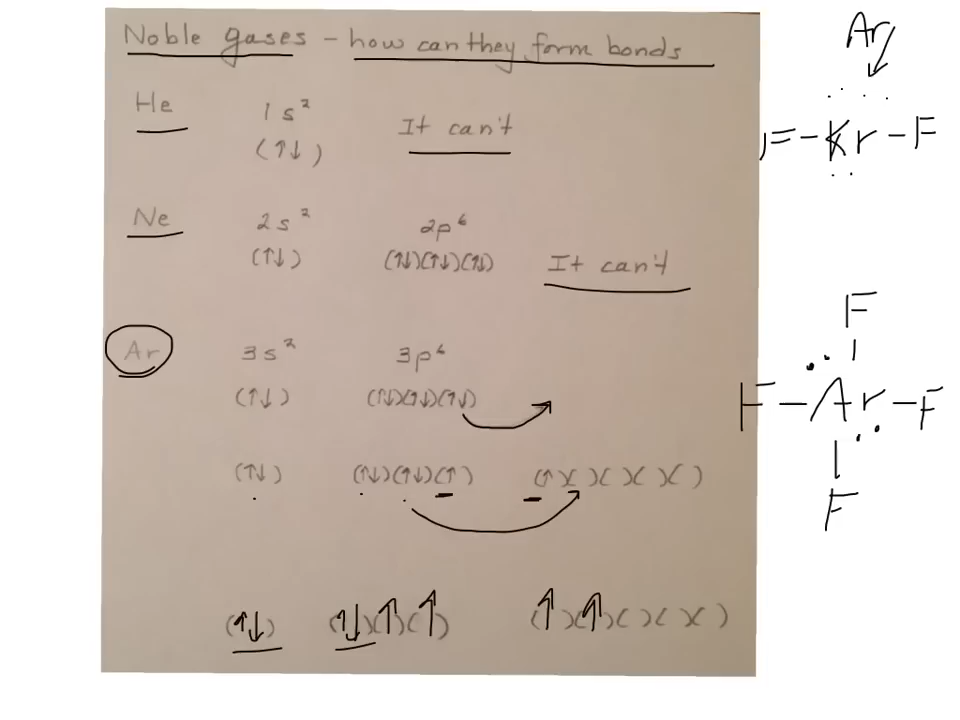 Noble gases - how can they form bonds
He 1s² It can't
(↑↓)
Ne 2s² 2p⁶
(↑↓) (↑↓)(↑↓)(↑↓) It can't
Ar 3s² 3p⁶
(↑↓) (↑↓)(↑↓)(↑↓)
(↑↓) (↑↓)(↑↓)(↑) (↑)( )( )( )( )
(↑↓) (↑↓)(↑)(↑) (↑)(↑)( )( )( )
Ar
F-Kr-F
F
F-Ar-F
F